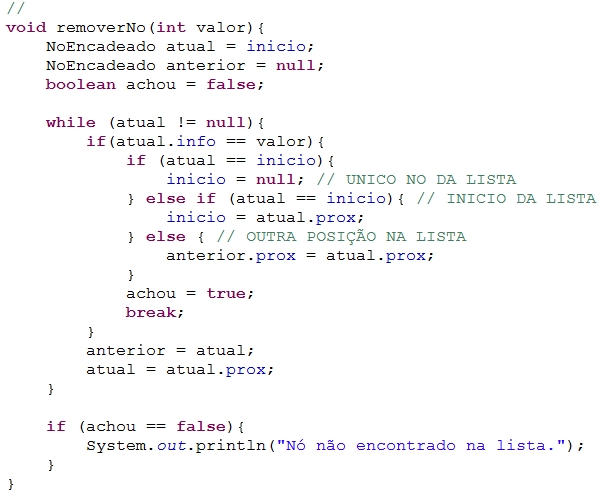 //
void removerNo(int valor){
    NoEncadeado atual = inicio;
    NoEncadeado anterior = null;
    boolean achou = false;

    while (atual != null){
        if(atual.info == valor){
            if (atual == inicio){
                inicio = null; // UNICO NO DA LISTA
            } else if (atual == inicio){ // INICIO DA LISTA
                inicio = atual.prox;
            } else { // OUTRA POSIÇÃO NA LISTA
                anterior.prox = atual.prox;
            }
            achou = true;
            break;
        }
        anterior = atual;
        atual = atual.prox;
    }

    if (achou == false){
        System.out.println("Nó não encontrado na lista.");
    }
}